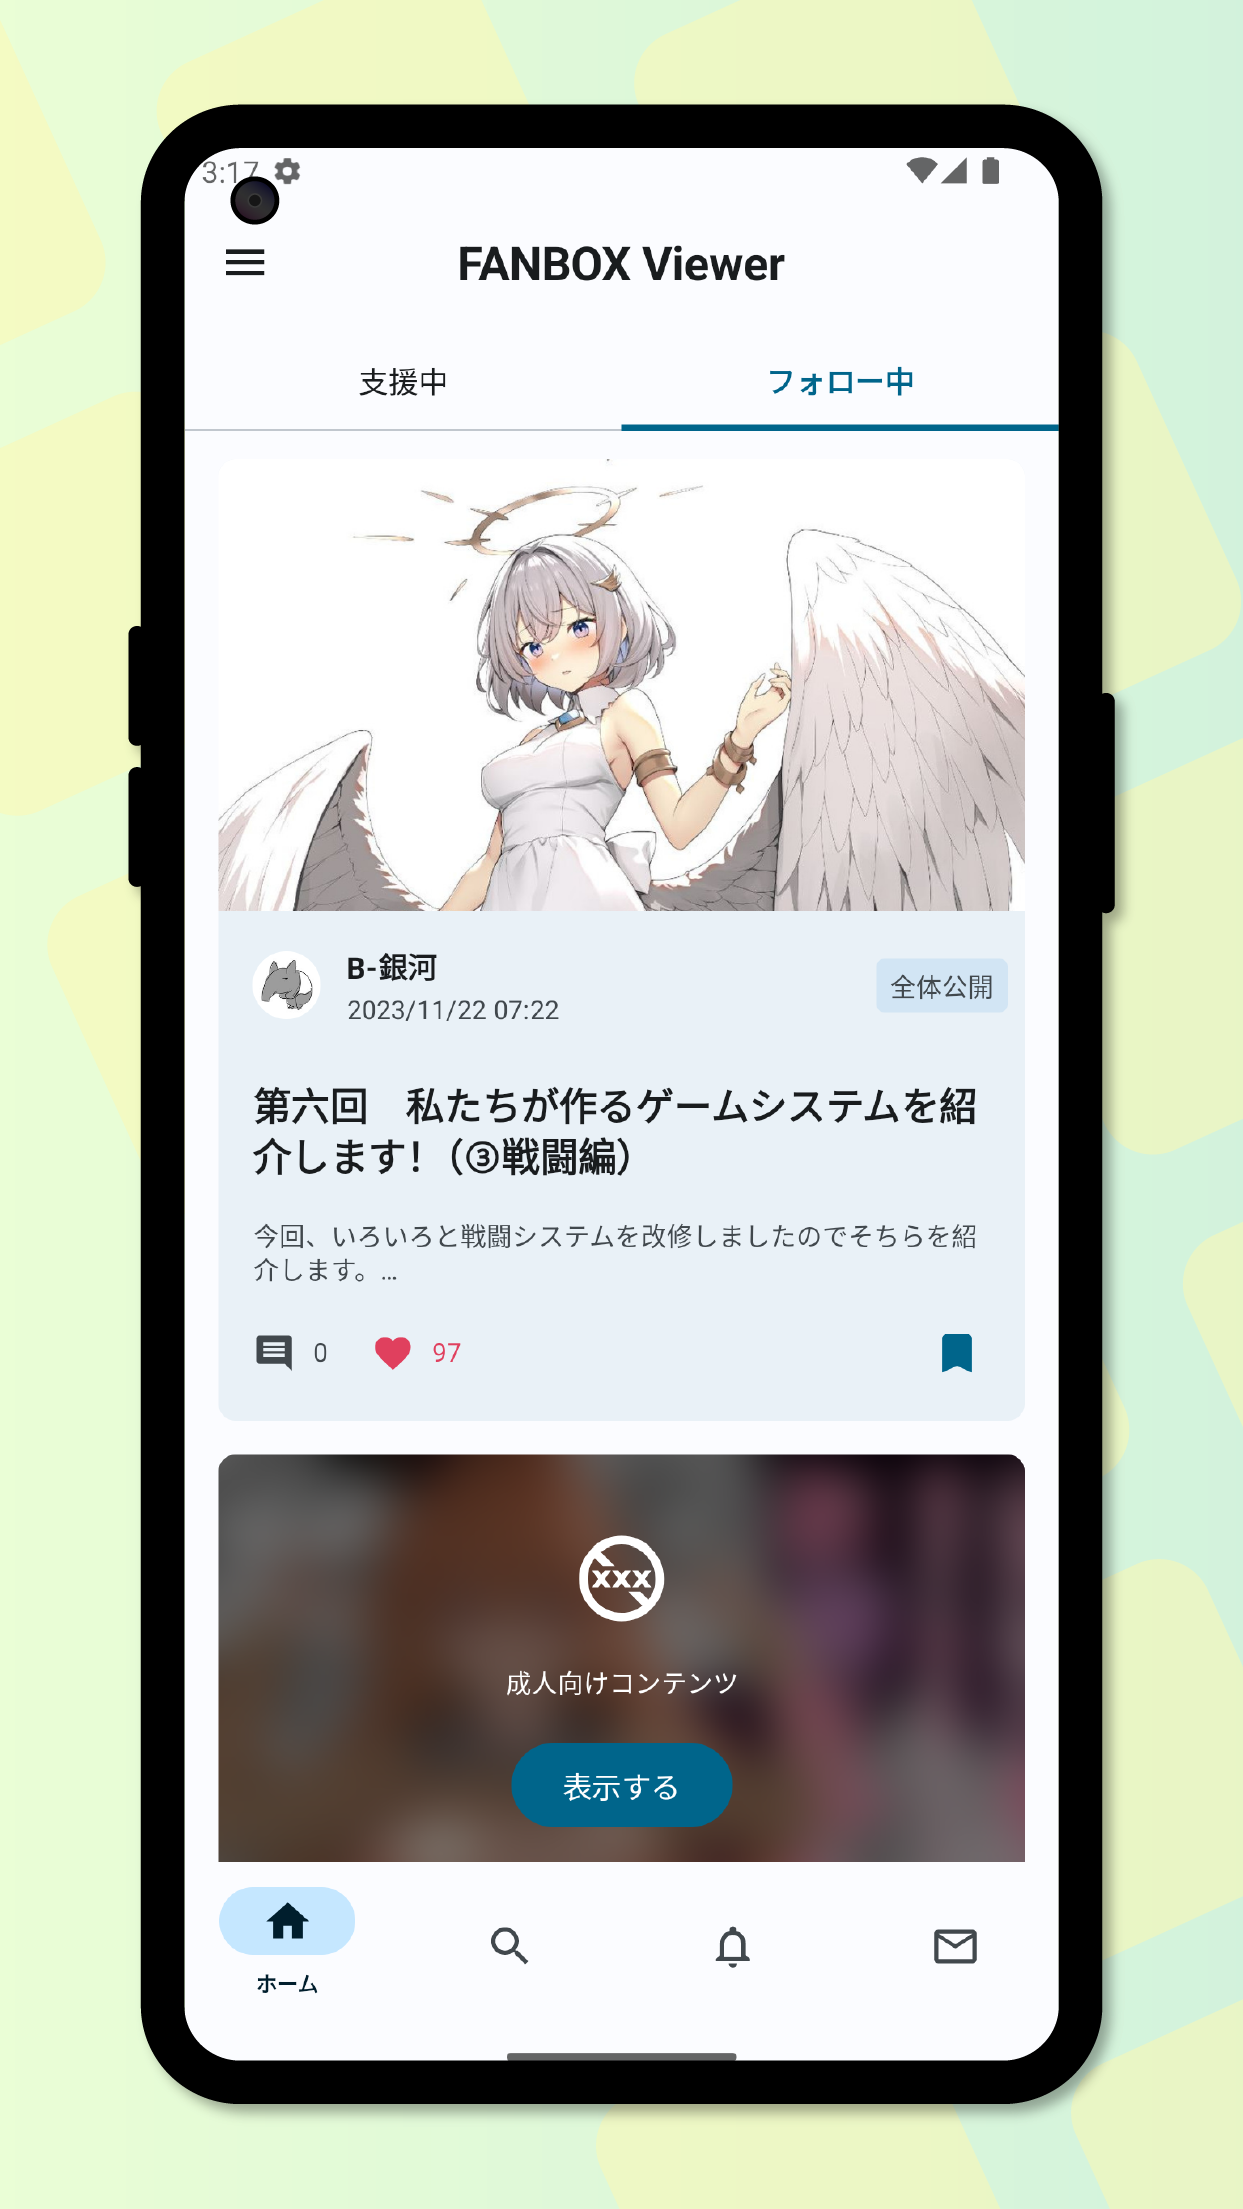 3:17
FANBOX Viewer
支援中
フォロー中
B-銀河
2023/11/22 07:22
全体公開
第六回　私たちが作るゲームシステムを紹
介します！（③戦闘編）
今回、いろいろと戦闘システムを改修しましたのでそちらを紹
介します。...
0
97
XXX
成人向けコンテンツ
表示する
ホーム